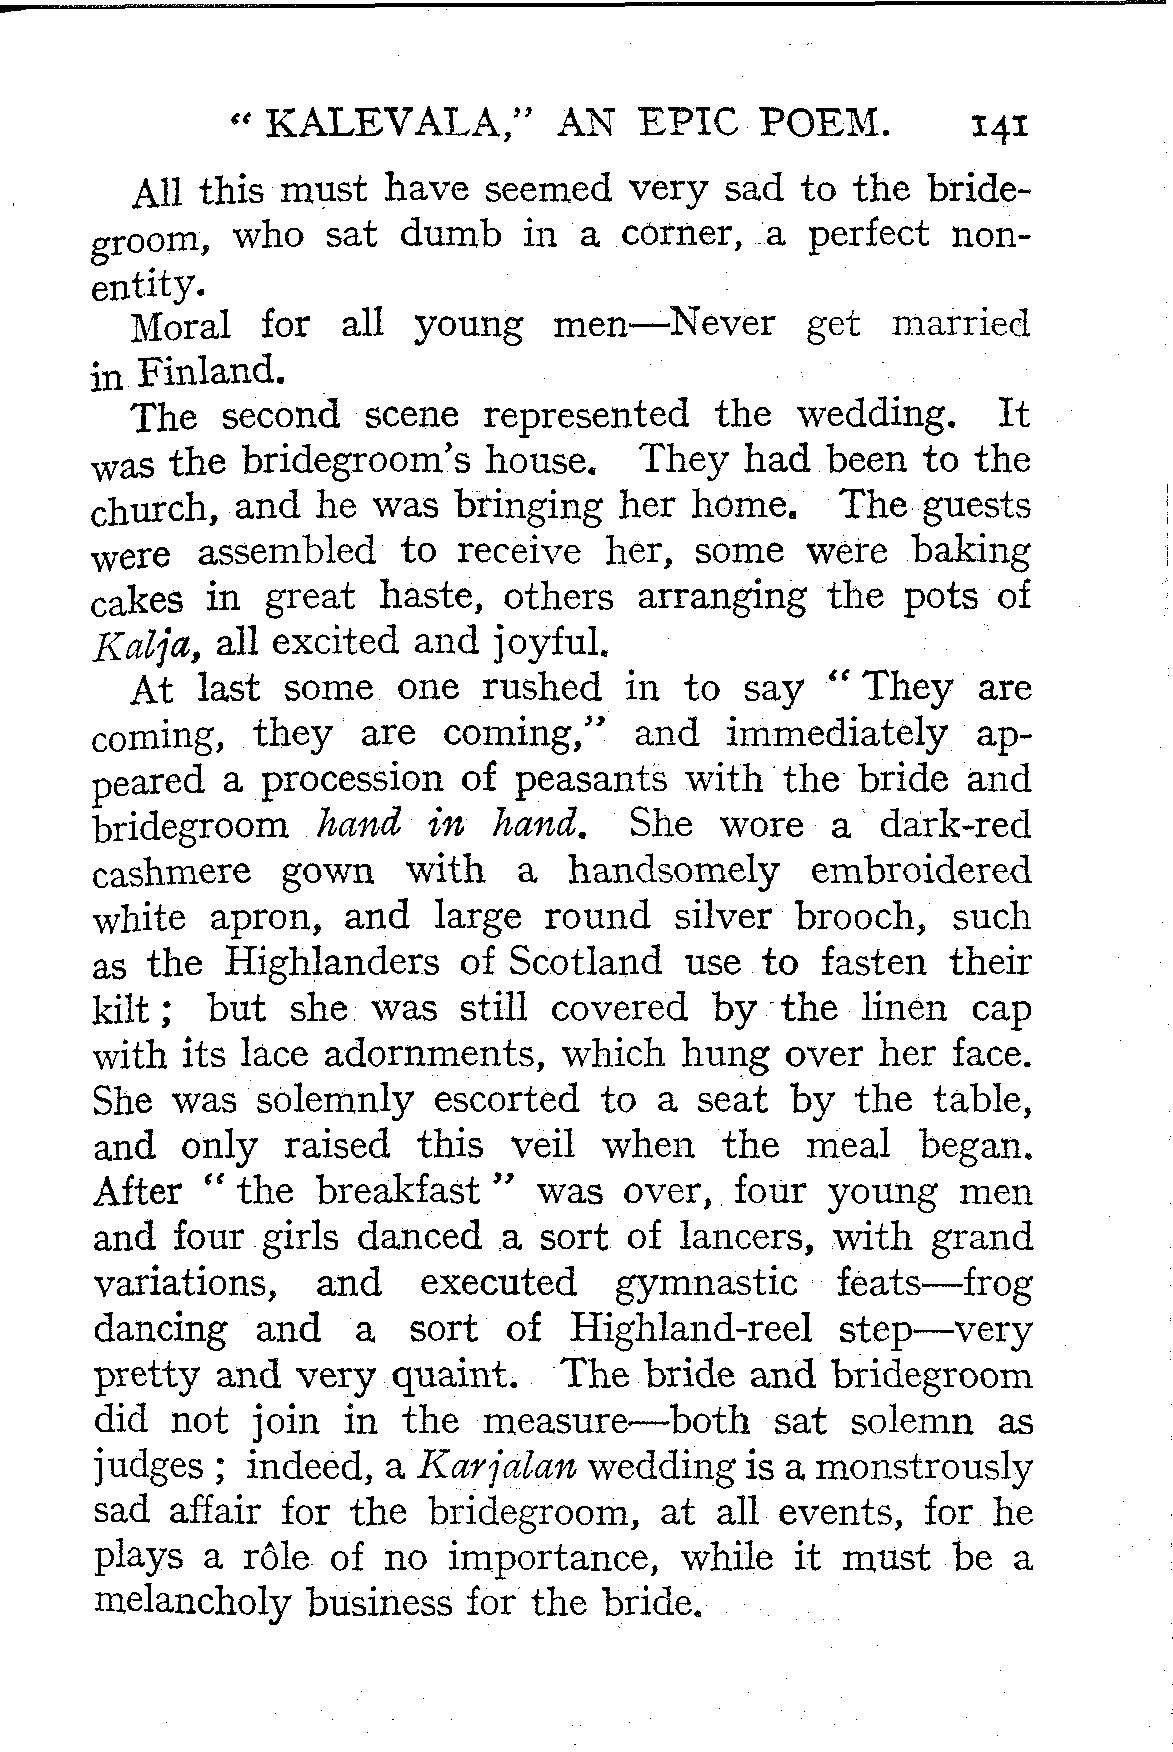 “ KALEVALA,” AN EPIC POEM. 141
All this must have seemed very sad to the bride-
groom, who sat dumb in a corner, a perfect non-
entity.
Moral for all young men—Never get married
in Finland.
The second scene represented the wedding. It
was the bridegroom’s house. They had been to the
church, and he was bringing her home. The guests
were assembled to receive her, some were baking
cakes in great haste, others arranging the pots of
Kalja, all excited and joyful.
At last some one rushed in to say “ They are
coming, they are coming,” and immediately ap-
peared a procession of peasants with the bride and
bridegroom hand in hand. She wore a dark-red
cashmere gown with a handsomely embroidered
white apron, and large round silver brooch, such
as the Highlanders of Scotland use to fasten their
kilt ; but she was still covered by the linen cap
with its lace adornments, which hung over her face.
She was solemnly escorted to a seat by the table,
and only raised this veil when the meal began.
After “ the breakfast ” was over, four young men
and four girls danced a sort of lancers, with grand
variations, and executed gymnastic feats—frog
dancing and a sort of Highland-reel step—very
pretty and very quaint. The bride and bridegroom
did not join in the measure—both sat solemn as
judges ; indeed, a Karjalan wedding is a monstrously
sad affair for the bridegroom, at all events, for he
plays a rôle of no importance, while it must be a
melancholy business for the bride.